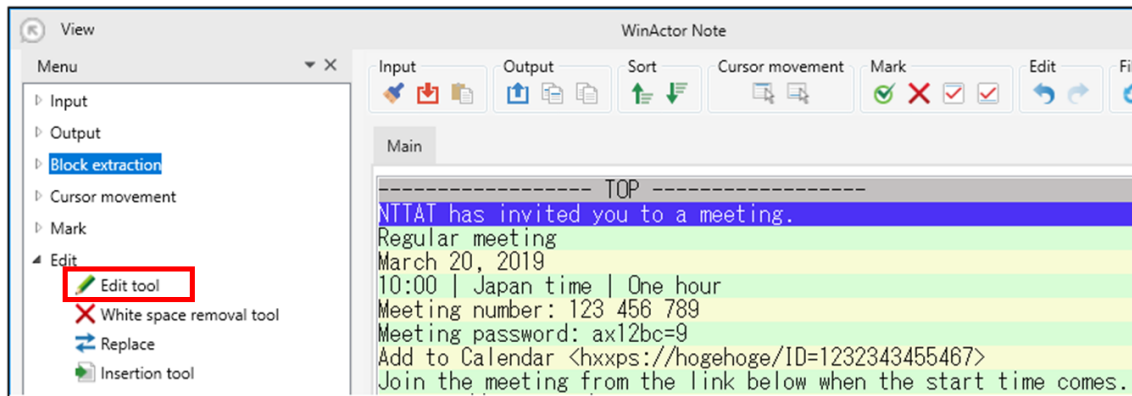 View
WinActor Note
Menu
Input
Output
Block extraction
Cursor movement
Mark
Edit
Edit tool
White space removal tool
Replace
Insertion tool
Input
Output
Sort
Cursor movement
Mark
Edit
Main
------------------ TOP ------------------
NTTAT has invited you to a meeting.
Regular meeting
March 20, 2019
10:00 | Japan time | One hour
Meeting number: 123 456 789
Meeting password: ax12bc=9
Add to Calendar <hxxps://hogehoge/ID=1232343455467>
Join the meeting from the link below when the start time comes.